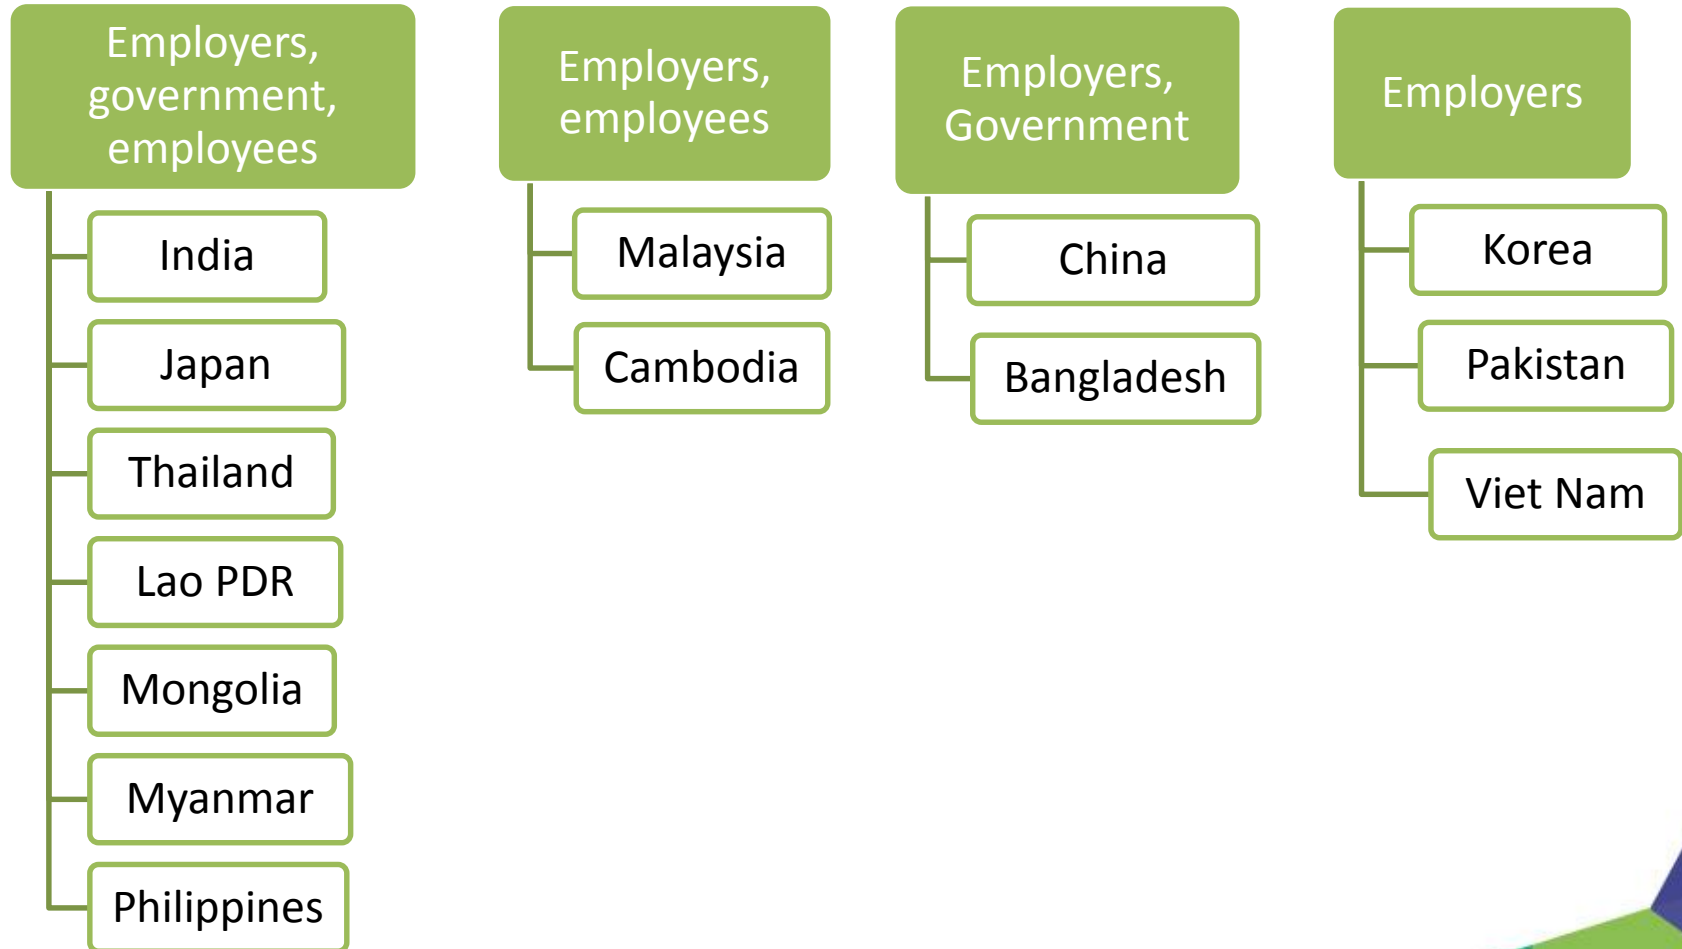 Employers,
government,
employees
India
Japan
Thailand
Lao PDR
Mongolia
Myanmar
Philippines
Employers,
employees
Malaysia
Cambodia
Employers,
Government
China
Bangladesh
Employers
Korea
Pakistan
Viet Nam